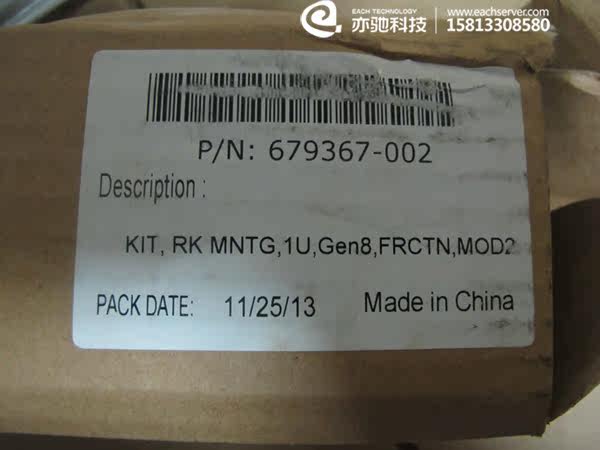 EACH TECHNOLOGY
亦驰科技
www.eachserver.com
15813308580
P/N: 679367-002
Description :
KIT, RK MNTG,1U,Gen8,FRCTN,MOD2
PACK DATE: 11/25/13 Made in China